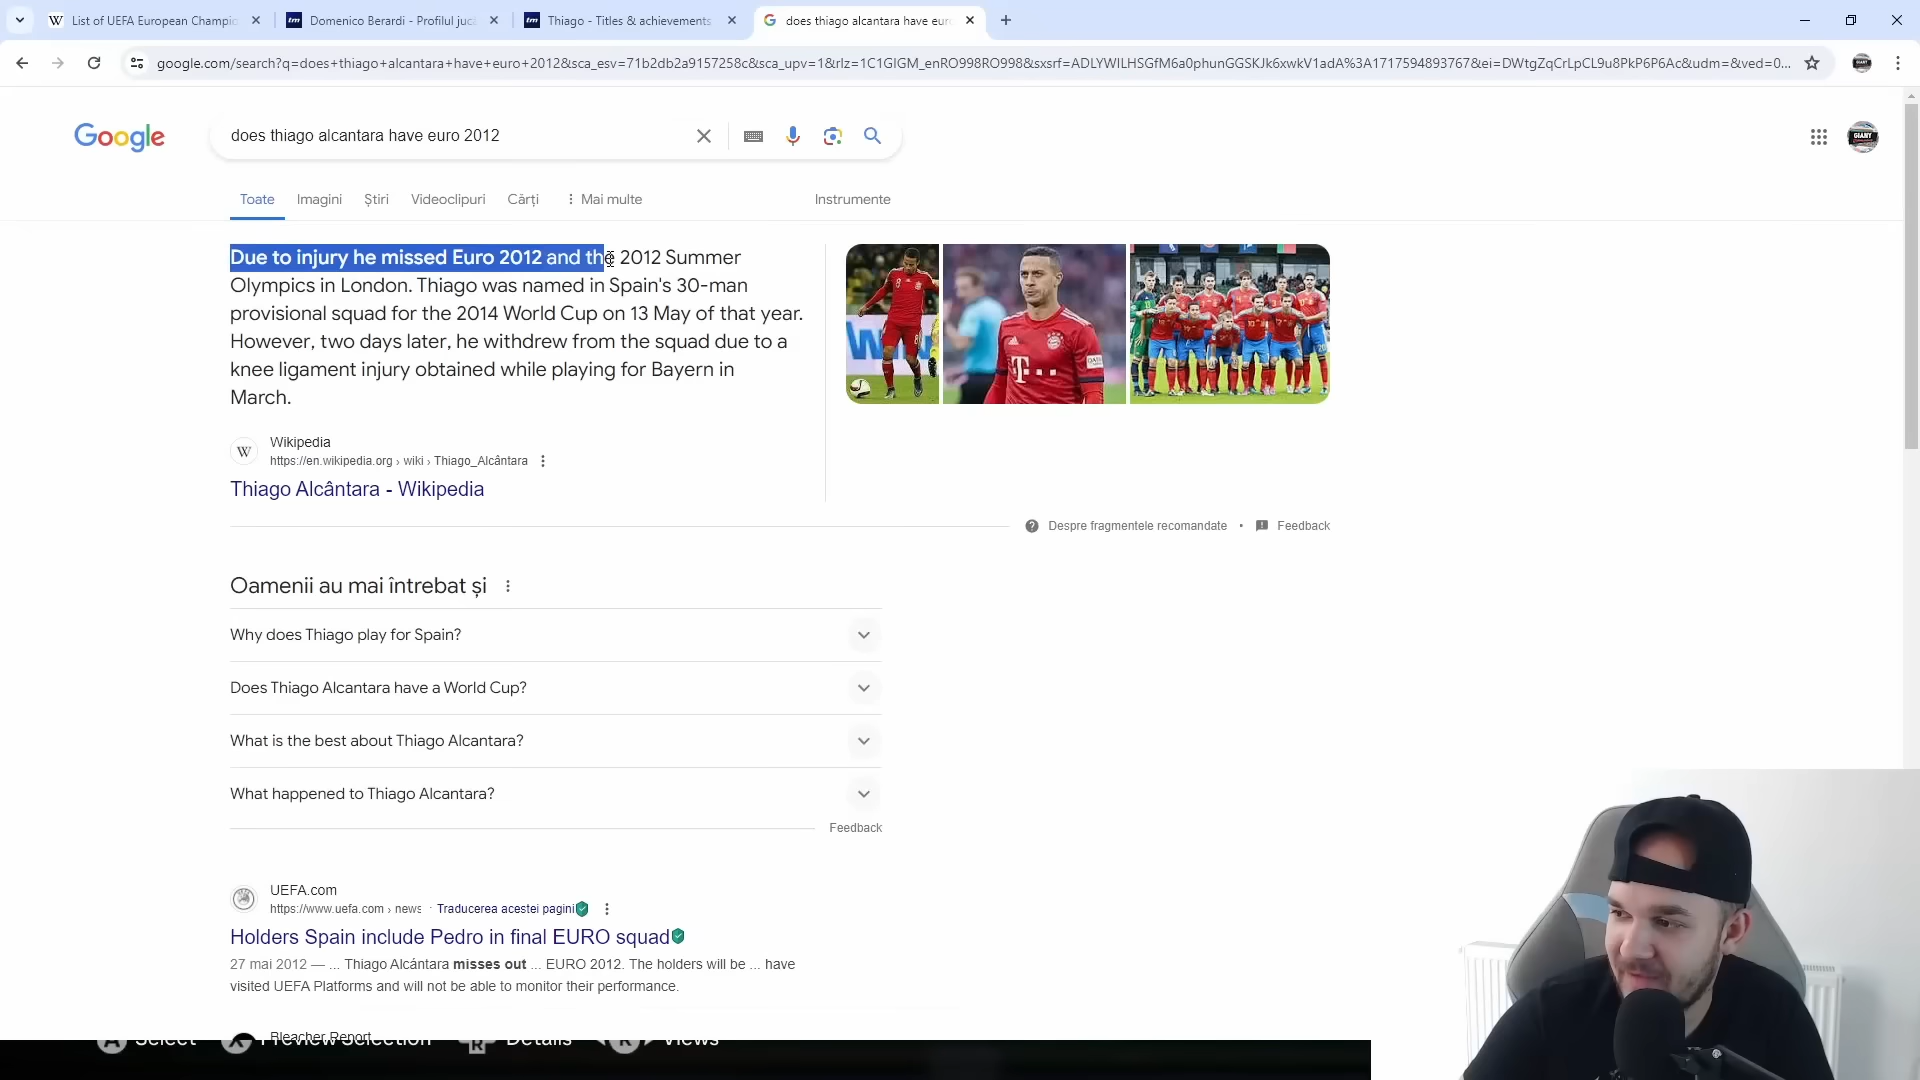 List of UEFA European Champio
Domenico Berardi - Profilul juc
Thiago - Titles & achievements
does thiago alcantara have euro
google.com/search?q=does+thiago+alcantara+have+euro+2012&sca_esv=71b2db2a9157258c&sca_upv=1&rlz=1C1GIGM_enRO998RO998&sxsrf=ADLYWILHSGfM6a0phunGGSKJk6xwkV1adA%3A1717594893767&ei=DWtgZqCrLpCL9u8PkP6P6Ac&udm=&ved=0...
Google
does thiago alcantara have euro 2012
Toate
Imagini
Știri
Videoclipuri
Cărți
Mai multe
Instrumente
Due to injury he missed Euro 2012 and the 2012 Summer
Olympics in London. Thiago was named in Spain's 30-man
provisional squad for the 2014 World Cup on 13 May of that year.
However, two days later, he withdrew from the squad due to a
knee ligament injury obtained while playing for Bayern in
March.
W
Wikipedia
https://en.wikipedia.org › wiki › Thiago_Alcântara
Thiago Alcântara - Wikipedia
Despre fragmentele recomandate • Feedback
Oamenii au mai întrebat și
Why does Thiago play for Spain?
Does Thiago Alcantara have a World Cup?
What is the best about Thiago Alcantara?
What happened to Thiago Alcantara?
Feedback
UEFA.com
https://www.uefa.com › news · Traducerea acestei pagini
Holders Spain include Pedro in final EURO squad
27 mai 2012 — ... Thiago Alcántara misses out ... EURO 2012. The holders will be ... have
visited UEFA Platforms and will not be able to monitor their performance.
Bleacher Report
A Select X Preview Selection R Details R Views